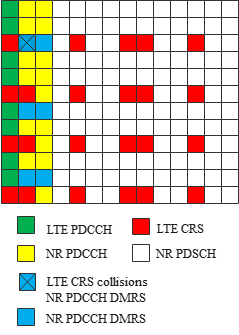 LTE PDCCH
LTE CRS
NR PDCCH
NR PDSCH
LTE CRS collisions
NR PDCCH DMRS
NR PDCCH DMRS